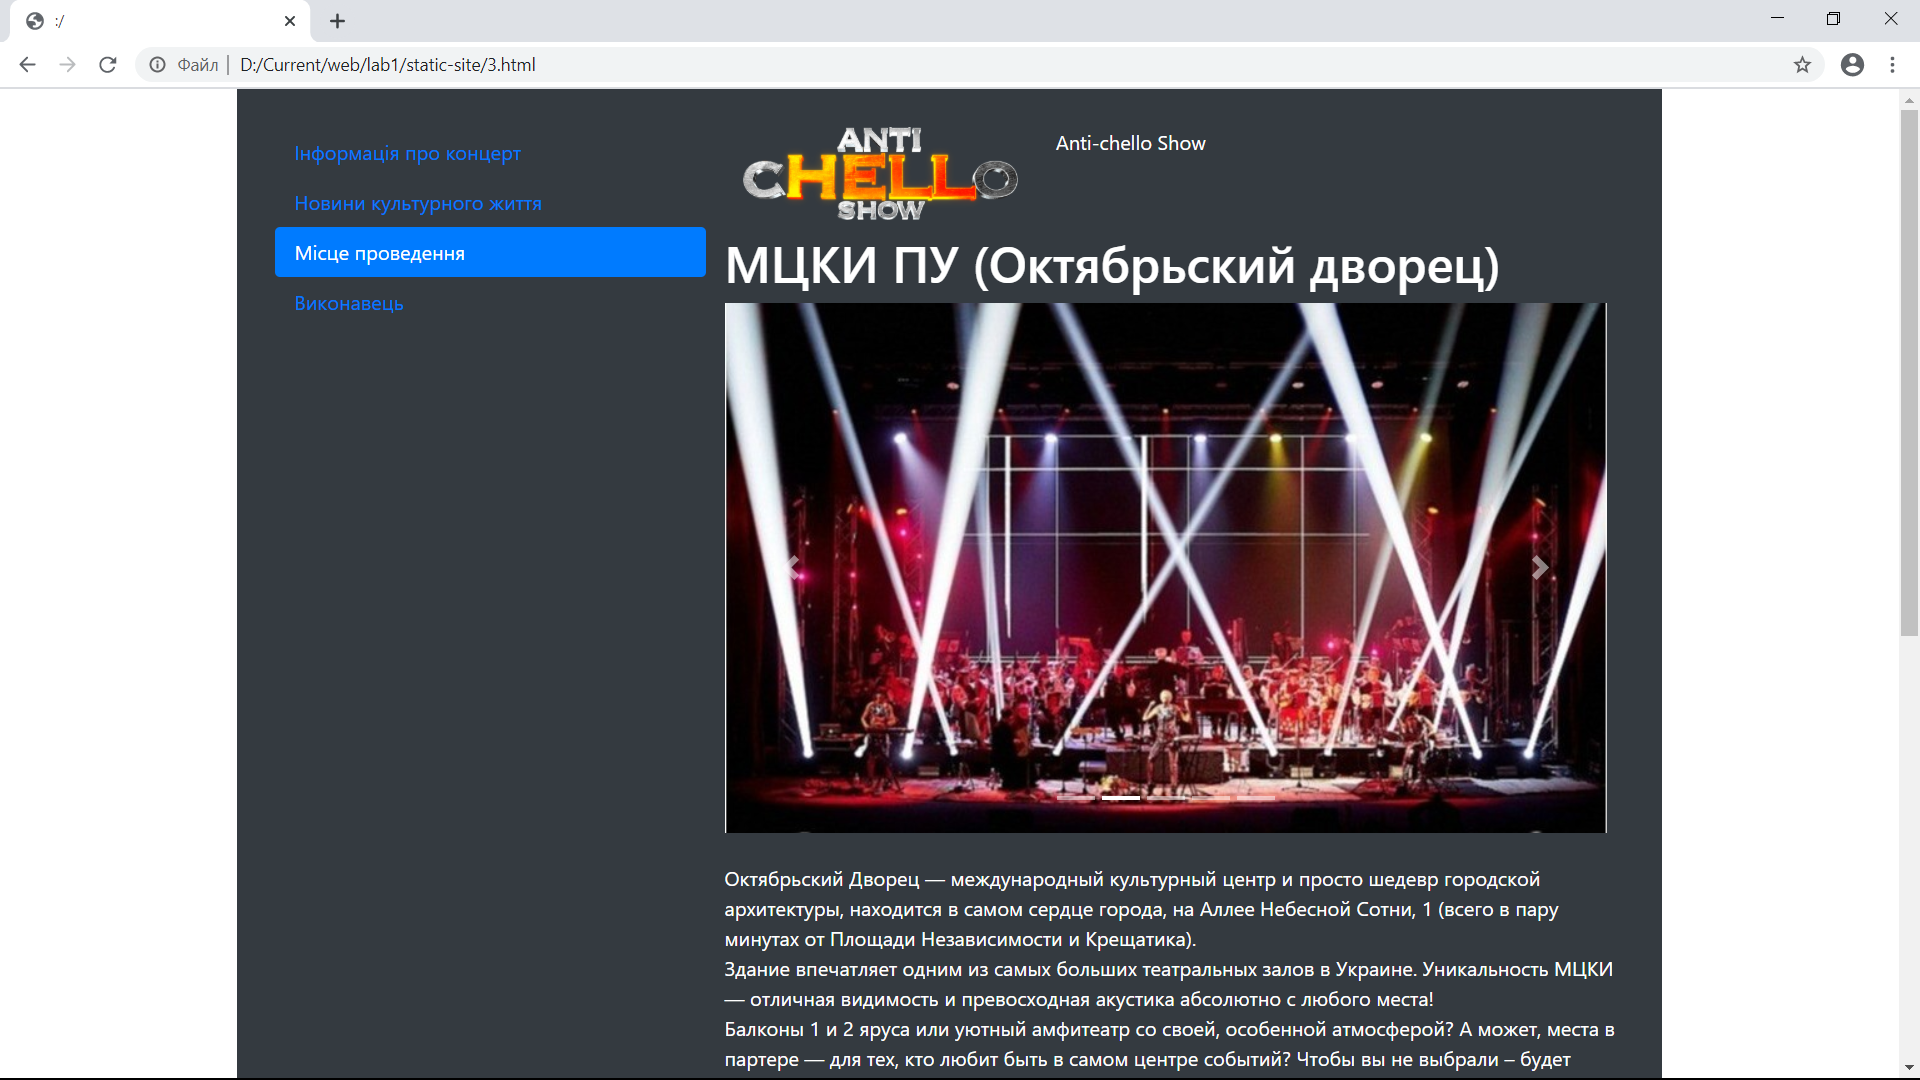 :/
Файл | D:/Current/web/lab1/static-site/3.html
Інформація про концерт
Новини культурного життя
Місце проведення
Виконавець
ANTI
CHELLO
SHOW
Anti-chello Show
МЦКИ ПУ (Октябрьский дворец)
Октябрьский Дворец — международный культурный центр и просто шедевр городской
архитектуры, находится в самом сердце города, на Аллее Небесной Сотни, 1 (всего в пару
минутах от Площади Независимости и Крещатика).
Здание впечатляет одним из самых больших театральных залов в Украине. Уникальность МЦКИ
— отличная видимость и превосходная акустика абсолютно с любого места!
Балконы 1 и 2 яруса или уютный амфитеатр со своей, особенной атмосферой? А может, места в
партере — для тех, кто любит быть в самом центре событий? Чтобы вы не выбрали – будет